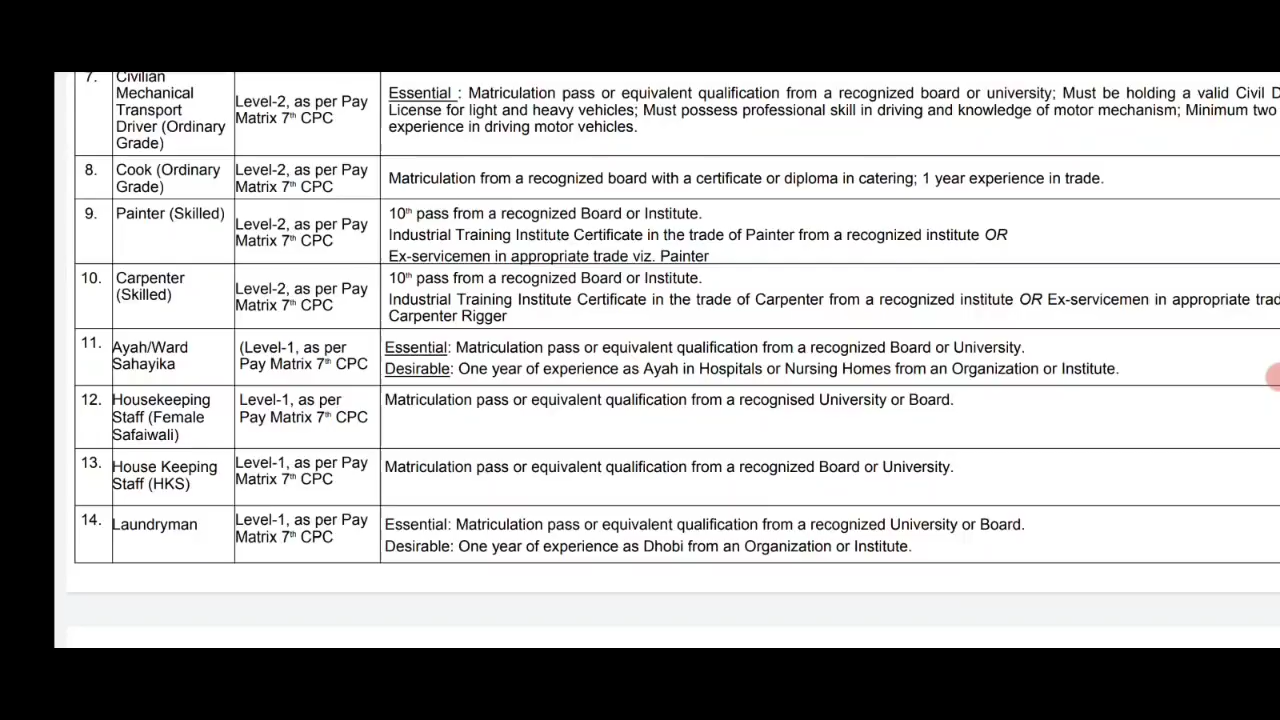 7.
Civilian
Mechanical
Transport
Driver (Ordinary
Grade)
Level-2, as per Pay
Matrix 7th CPC
Essential : Matriculation pass or equivalent qualification from a recognized board or university; Must be holding a valid Civil D
License for light and heavy vehicles; Must possess professional skill in driving and knowledge of motor mechanism; Minimum two
experience in driving motor vehicles.
8.
Cook (Ordinary
Grade)
Level-2, as per Pay
Matrix 7th CPC
Matriculation from a recognized board with a certificate or diploma in catering; 1 year experience in trade.
9.
Painter (Skilled)
Level-2, as per Pay
Matrix 7th CPC
10th pass from a recognized Board or Institute.
Industrial Training Institute Certificate in the trade of Painter from a recognized institute OR
Ex-servicemen in appropriate trade viz. Painter
10.
Carpenter
(Skilled)
Level-2, as per Pay
Matrix 7th CPC
10th pass from a recognized Board or Institute.
Industrial Training Institute Certificate in the trade of Carpenter from a recognized institute OR Ex-servicemen in appropriate trad
Carpenter Rigger
11.
Ayah/Ward
Sahayika
(Level-1, as per
Pay Matrix 7th CPC
Essential: Matriculation pass or equivalent qualification from a recognized Board or University.
Desirable: One year of experience as Ayah in Hospitals or Nursing Homes from an Organization or Institute.
12.
Housekeeping
Staff (Female
Safaiwali)
Level-1, as per
Pay Matrix 7th CPC
Matriculation pass or equivalent qualification from a recognised University or Board.
13.
House Keeping
Staff (HKS)
Level-1, as per Pay
Matrix 7th CPC
Matriculation pass or equivalent qualification from a recognized Board or University.
14.
Laundryman
Level-1, as per Pay
Matrix 7th CPC
Essential: Matriculation pass or equivalent qualification from a recognized University or Board.
Desirable: One year of experience as Dhobi from an Organization or Institute.